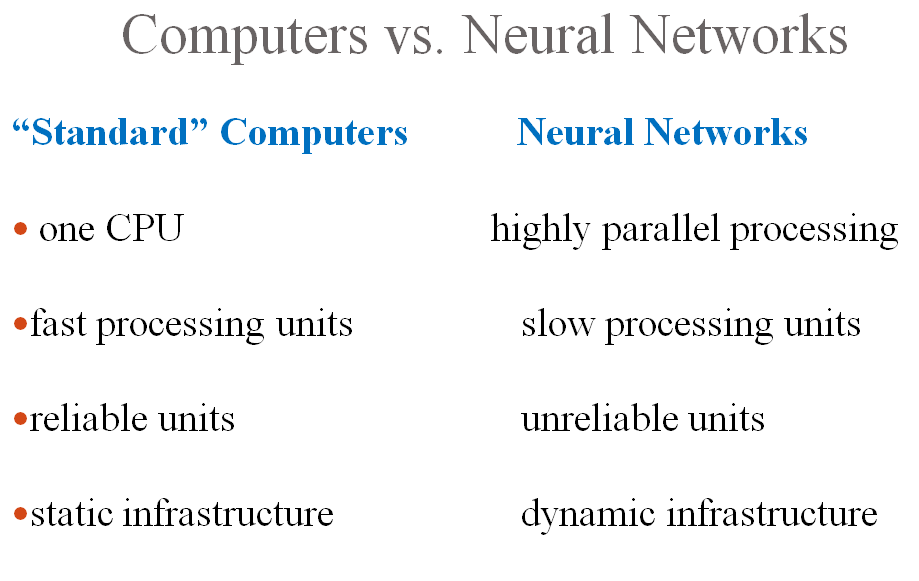 Computers vs. Neural Networks
“Standard” Computers Neural Networks
• one CPU highly parallel processing
•fast processing units slow processing units
•reliable units unreliable units
•static infrastructure dynamic infrastructure